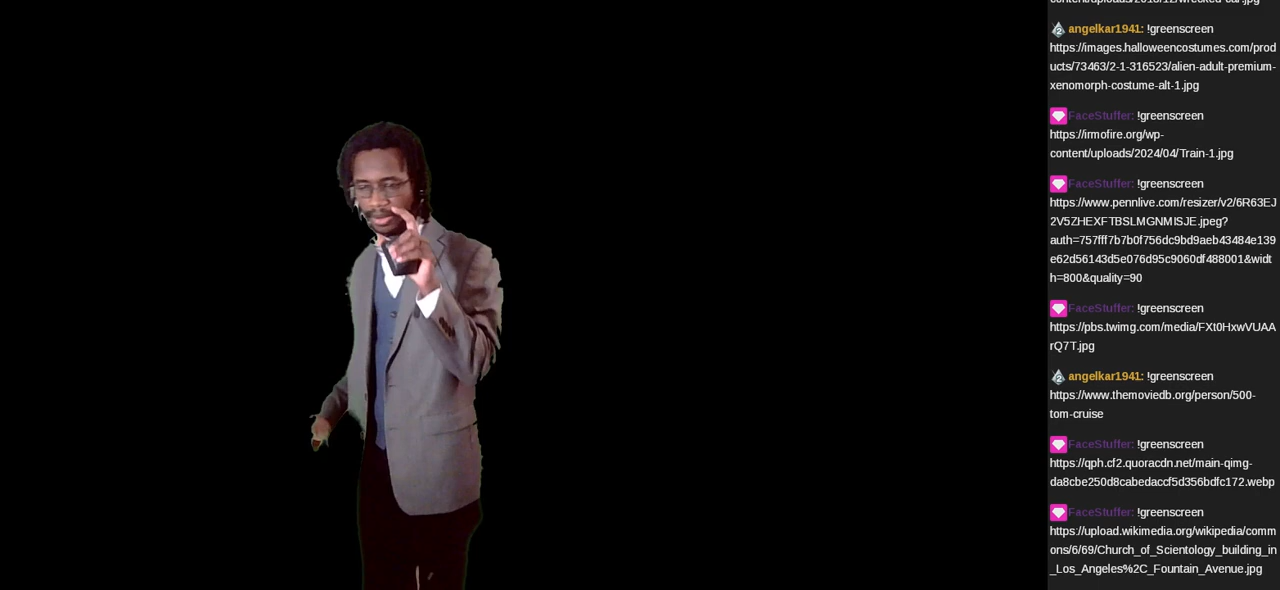 angelkar1941: !greenscreen
https://images.halloweencostumes.com/prod
ucts/73463/2-1-316523/alien-adult-premium-
xenomorph-costume-alt-1.jpg
FaceStuffer: !greenscreen
https://irmofire.org/wp-
content/uploads/2024/04/Train-1.jpg
FaceStuffer: !greenscreen
https://www.pennlive.com/resizer/v2/6R63EJ
2V5ZHEXFTBSLMGNMISJE.jpeg?
auth=757fff7b7b0f756dc9bd9aeb43484e139
e62d56143d5e076d95c9060df488001&widt
h=800&quality=90
FaceStuffer: !greenscreen
https://pbs.twimg.com/media/FXt0HxwVUAA
rQ7T.jpg
angelkar1941: !greenscreen
https://www.themoviedb.org/person/500-
tom-cruise
FaceStuffer: !greenscreen
https://qph.cf2.quoracdn.net/main-qimg-
da8cbe250d8cabedaccf5d356bdfc172.webp
FaceStuffer: !greenscreen
https://upload.wikimedia.org/wikipedia/comm
ons/6/69/Church_of_Scientology_building_in
_Los_Angeles%2C_Fountain_Avenue.jpg